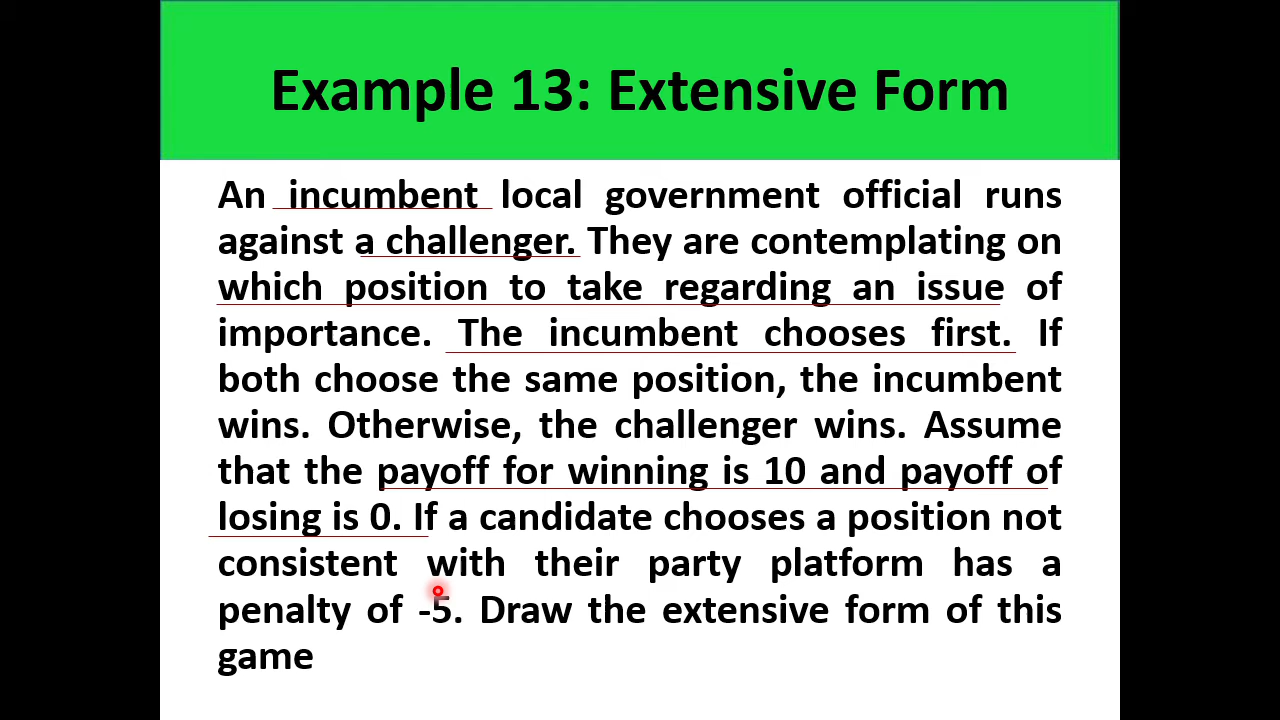 Example 13: Extensive Form
An incumbent local government official runs
against a challenger. They are contemplating on
which position to take regarding an issue of
importance. The incumbent chooses first. If
both choose the same position, the incumbent
wins. Otherwise, the challenger wins. Assume
that the payoff for winning is 10 and payoff of
losing is 0. If a candidate chooses a position not
consistent with their party platform has a
penalty of -5. Draw the extensive form of this
game